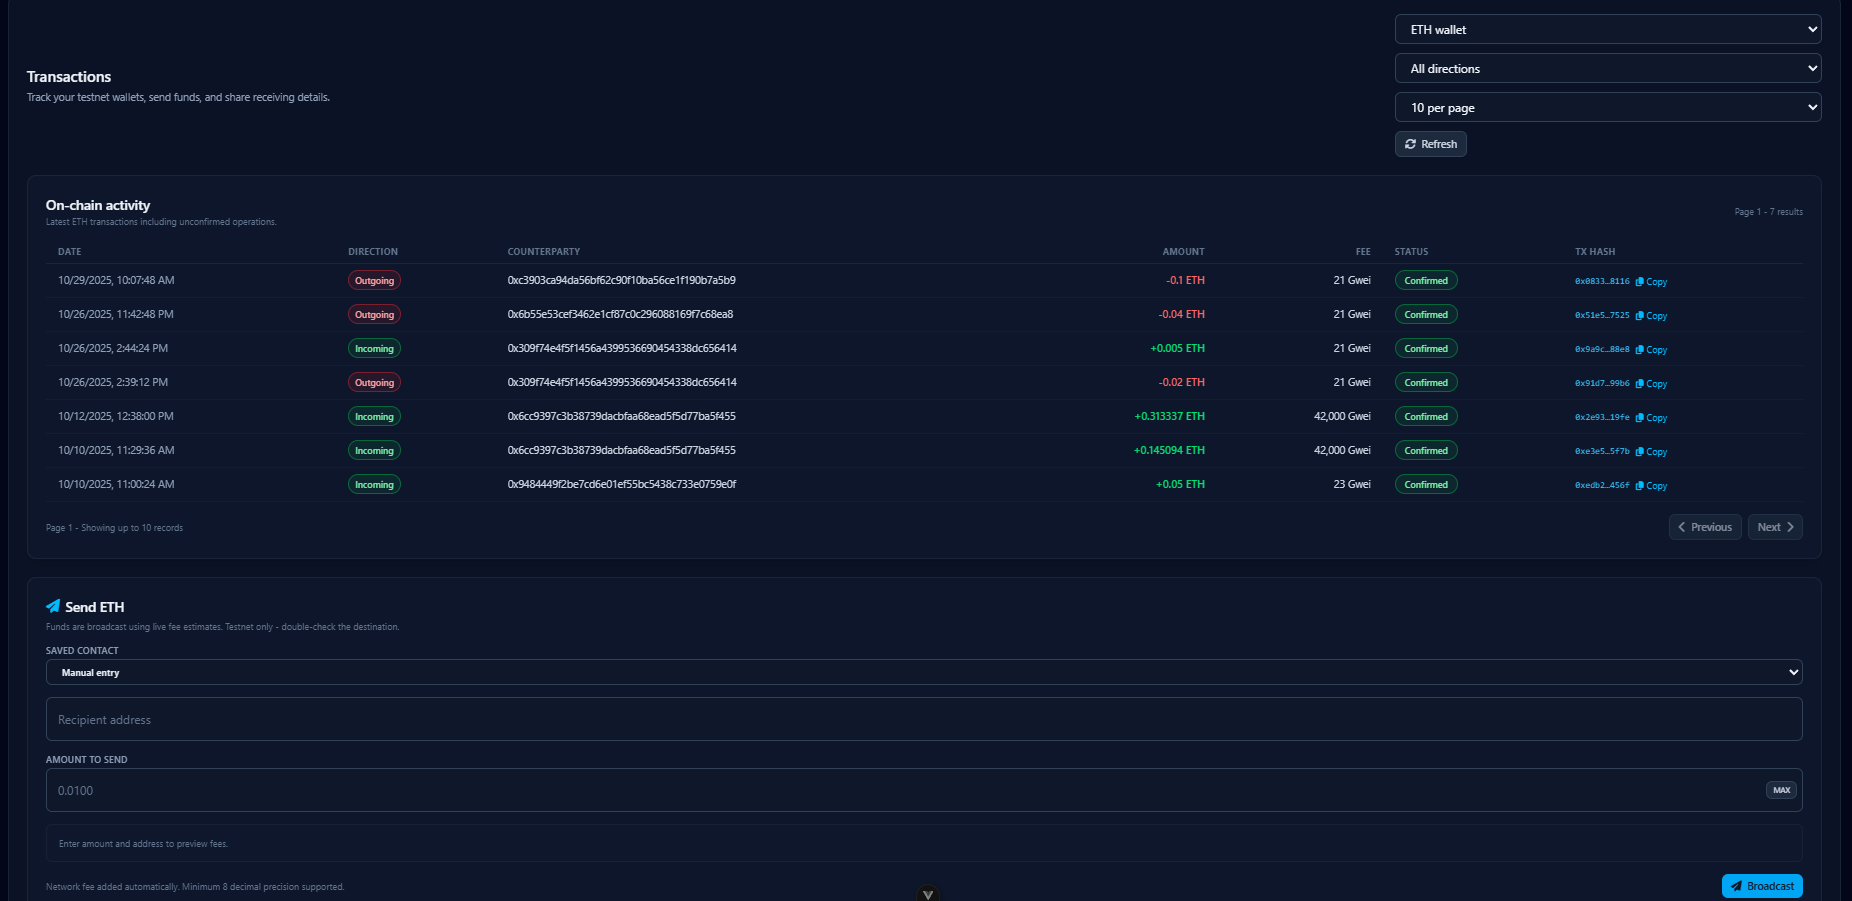 ETH wallet
All directions
10 per page
Refresh
Transactions
Track your testnet wallets, send funds, and share receiving details.
On-chain activity
Latest ETH transactions including unconfirmed operations.
Page 1 - 7 results
DATE DIRECTION COUNTERPARTY AMOUNT FEE STATUS TX HASH
10/29/2025, 10:07:48 AM Outgoing 0xc3903ca94da56bf62c90f10ba56ce1f190b7a5b9 -0.1 ETH 21 Gwei Confirmed 0x0833…8116 Copy
10/26/2025, 11:42:48 PM Outgoing 0x6b55e53cef3462e1cf87c0c296088169f7c68ea8 -0.04 ETH 21 Gwei Confirmed 0x51e5…7525 Copy
10/26/2025, 2:44:24 PM Incoming 0x309f74e4f5f1456a4399536690454338dc656414 +0.005 ETH 21 Gwei Confirmed 0x9a9c…88e8 Copy
10/26/2025, 2:39:12 PM Outgoing 0x309f74e4f5f1456a4399536690454338dc656414 -0.02 ETH 21 Gwei Confirmed 0x91d7…99b6 Copy
10/12/2025, 12:38:00 PM Incoming 0x6cc9397c3b38739dacbfaa68ead5f5d77ba5f455 +0.313337 ETH 42,000 Gwei Confirmed 0x2e93…19fe Copy
10/10/2025, 11:29:36 AM Incoming 0x6cc9397c3b38739dacbfaa68ead5f5d77ba5f455 +0.145094 ETH 42,000 Gwei Confirmed 0xe3e5…5f7b Copy
10/10/2025, 11:00:24 AM Incoming 0x9484449f2be7cd6e01ef55bc5438c733e0759e0f +0.05 ETH 23 Gwei Confirmed 0xedb2…456f Copy
Page 1 - Showing up to 10 records
Previous Next
Send ETH
Funds are broadcast using live fee estimates. Testnet only - double-check the destination.
SAVED CONTACT
Manual entry
Recipient address
AMOUNT TO SEND
0.0100 MAX
Enter amount and address to preview fees.
Network fee added automatically. Minimum 8 decimal precision supported.
Broadcast